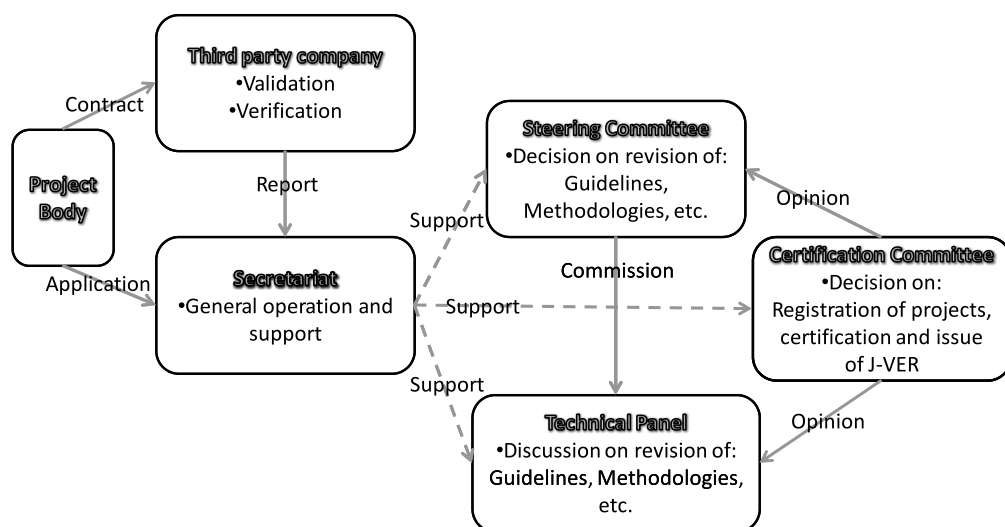 Third party company
•Validation
•Verification
Contract
Project
Body
Report
Application
Secretariat
•General operation and
support
Support
Support
Support
Steering Committee
•Decision on revision of:
Guidelines,
Methodologies, etc.
Commission
Opinion
Certification Committee
•Decision on:
Registration of projects,
certification and issue
of J-VER
Opinion
Technical Panel
•Discussion on revision of:
Guidelines, Methodologies,
etc.